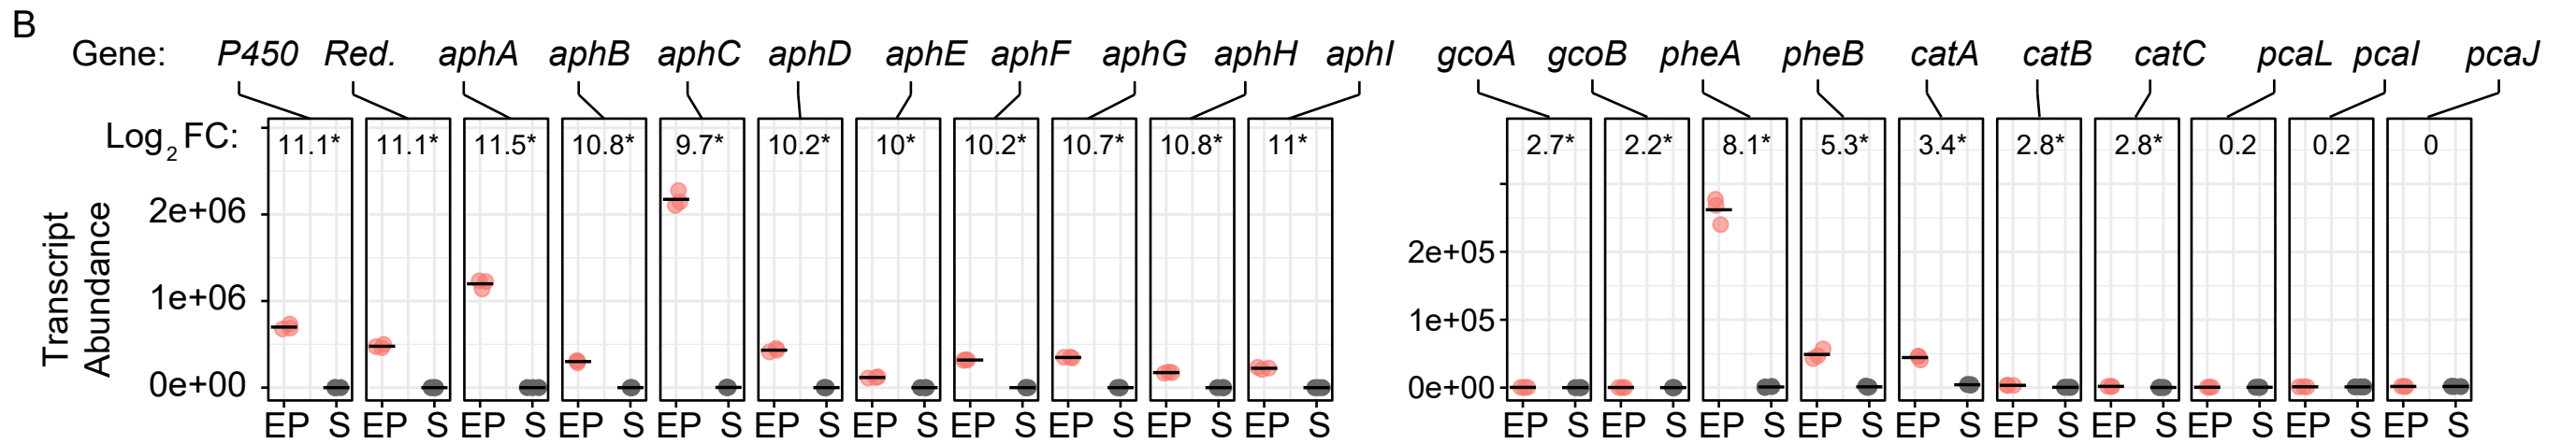 B
Gene: P450 Red. aphA aphB aphC aphD aphE aphF aphG aphH aphI gcoA gcoB pheA pheB catA catB catC pcaL pcaI pcaJ
Log2 FC: 11.1* 11.1* 11.5* 10.8* 9.7* 10.2* 10* 10.2* 10.7* 10.8* 11* 2.7* 2.2* 8.1* 5.3* 3.4* 2.8* 2.8* 0.2 0.2 0
Transcript
Abundance
2e+06
1e+06
0e+00
2e+05
1e+05
0e+00
EP S EP S EP S EP S EP S EP S EP S EP S EP S EP S EP S EP S EP S EP S EP S EP S EP S EP S EP S EP S EP S